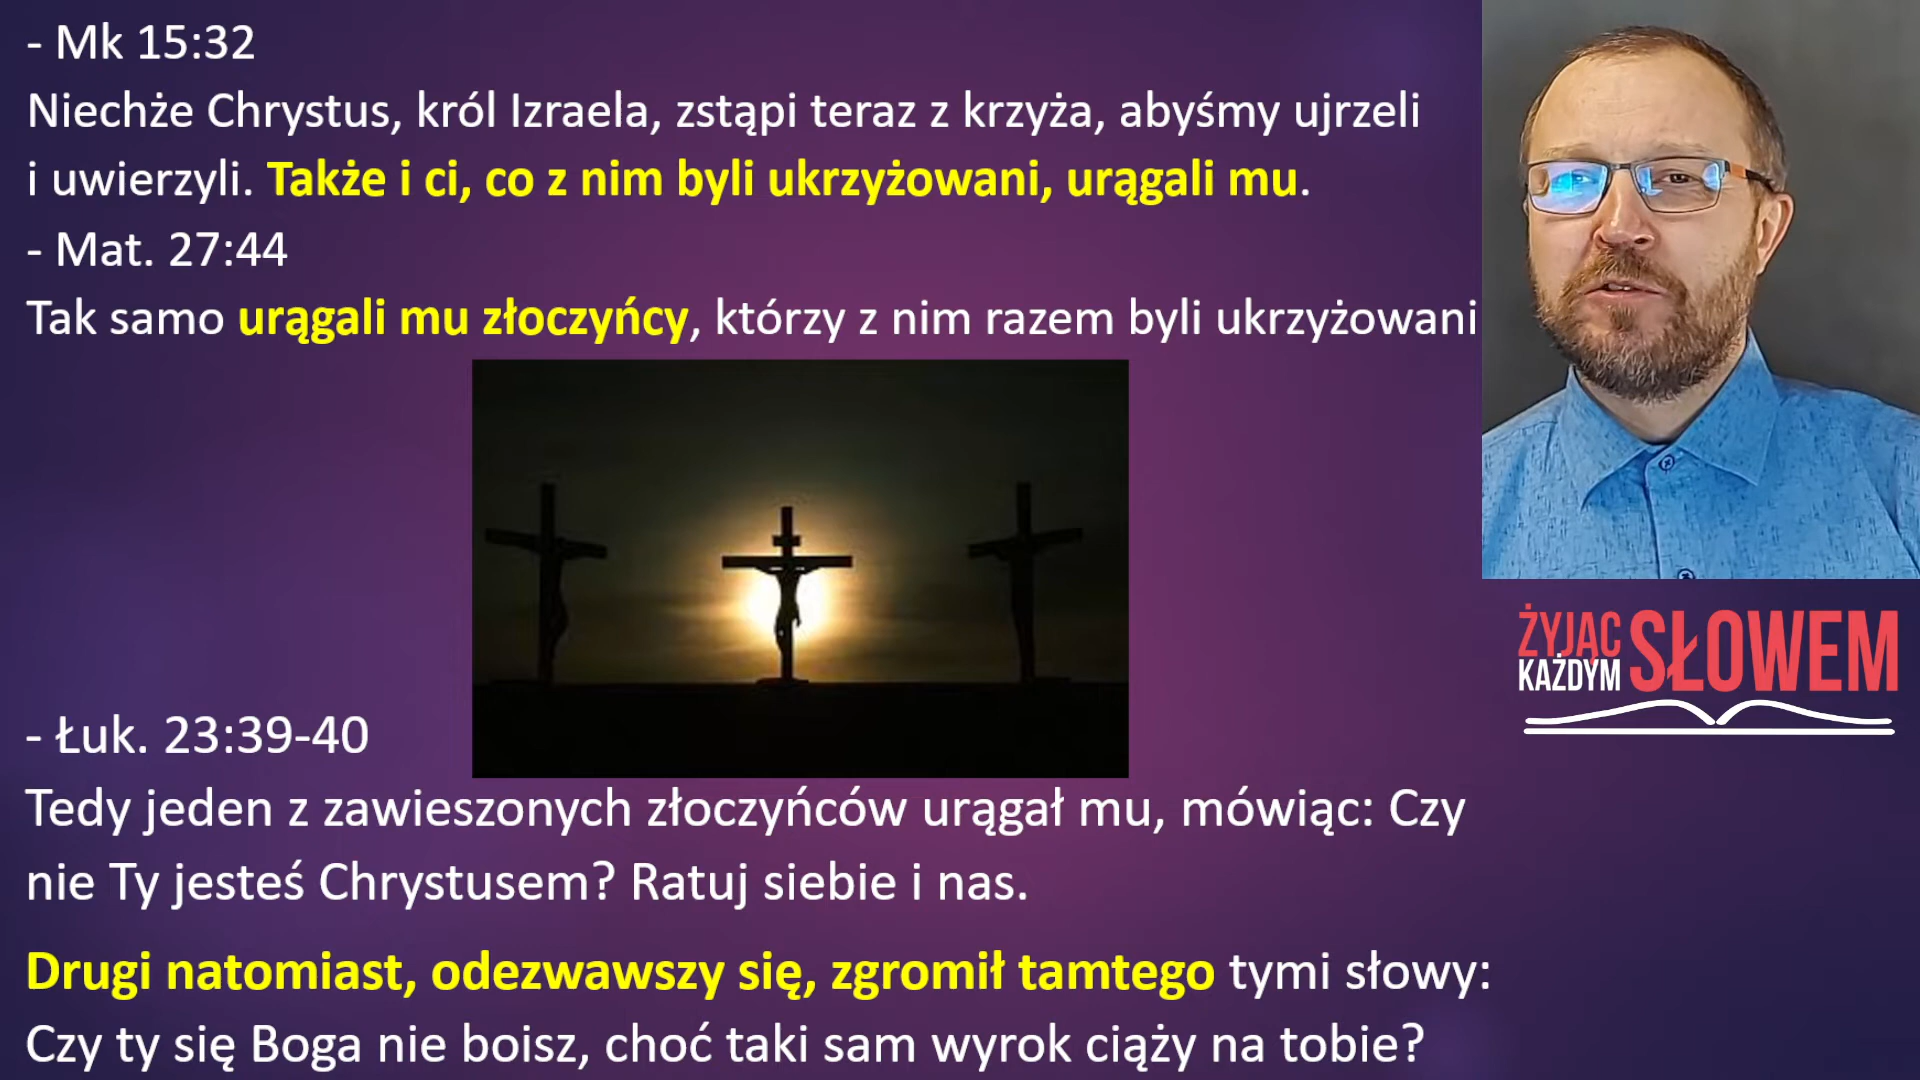 - Mk 15:32
Niechże Chrystus, król Izraela, zstąpi teraz z krzyża, abyśmy ujrzeli
i uwierzyli. Także i ci, co z nim byli ukrzyżowani, urągali mu.
- Mat. 27:44
Tak samo urągali mu złoczyńcy, którzy z nim razem byli ukrzyżowani
- Łuk. 23:39-40
Tedy jeden z zawieszonych złoczyńców urągał mu, mówiąc: Czy
nie Ty jesteś Chrystusem? Ratuj siebie i nas.
Drugi natomiast, odezwawszy się, zgromił tamtego tymi słowy:
Czy ty się Boga nie boisz, choć taki sam wyrok ciąży na tobie?
ŻYJĄC
KAŻDYM
SŁOWEM